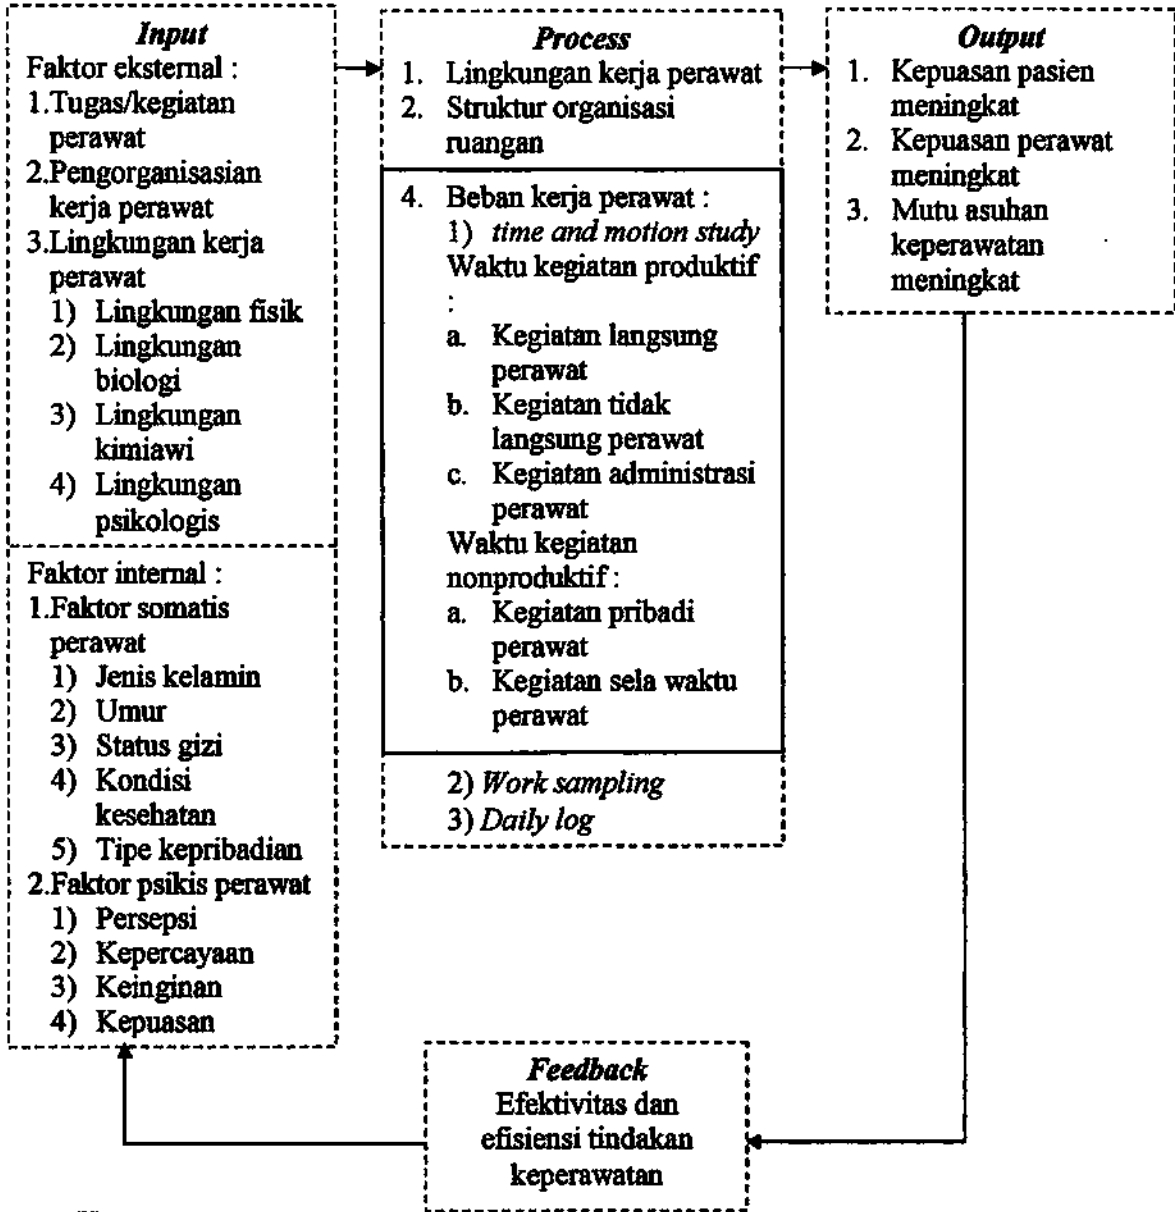 Input
Faktor eksternal :
1.Tugas/kegiatan
perawat
2.Pengorganisasian
kerja perawat
3.Lingkungan kerja
perawat
1) Lingkungan fisik
2) Lingkungan
biologi
3) Lingkungan
kimiawi
4) Lingkungan
psikologis
Faktor internal :
1.Faktor somatis
perawat
1) Jenis kelamin
2) Umur
3) Status gizi
4) Kondisi
kesehatan
5) Tipe kepribadian
2.Faktor psikis perawat
1) Persepsi
2) Kepercayaan
3) Keinginan
4) Kepuasan
Process
1. Lingkungan kerja perawat
2. Struktur organisasi
ruangan
4. Beban kerja perawat :
1) time and motion study
Waktu kegiatan produktif
:
a. Kegiatan langsung
perawat
b. Kegiatan tidak
langsung perawat
c. Kegiatan administrasi
perawat
Waktu kegiatan
nonproduktif :
a. Kegiatan pribadi
perawat
b. Kegiatan sela waktu
perawat
2) Work sampling
3) Daily log
Output
1. Kepuasan pasien
meningkat
2. Kepuasan perawat
meningkat
3. Mutu asuhan
keperawatan
meningkat
Feedback
Efektivitas dan
efisiensi tindakan
keperawatan